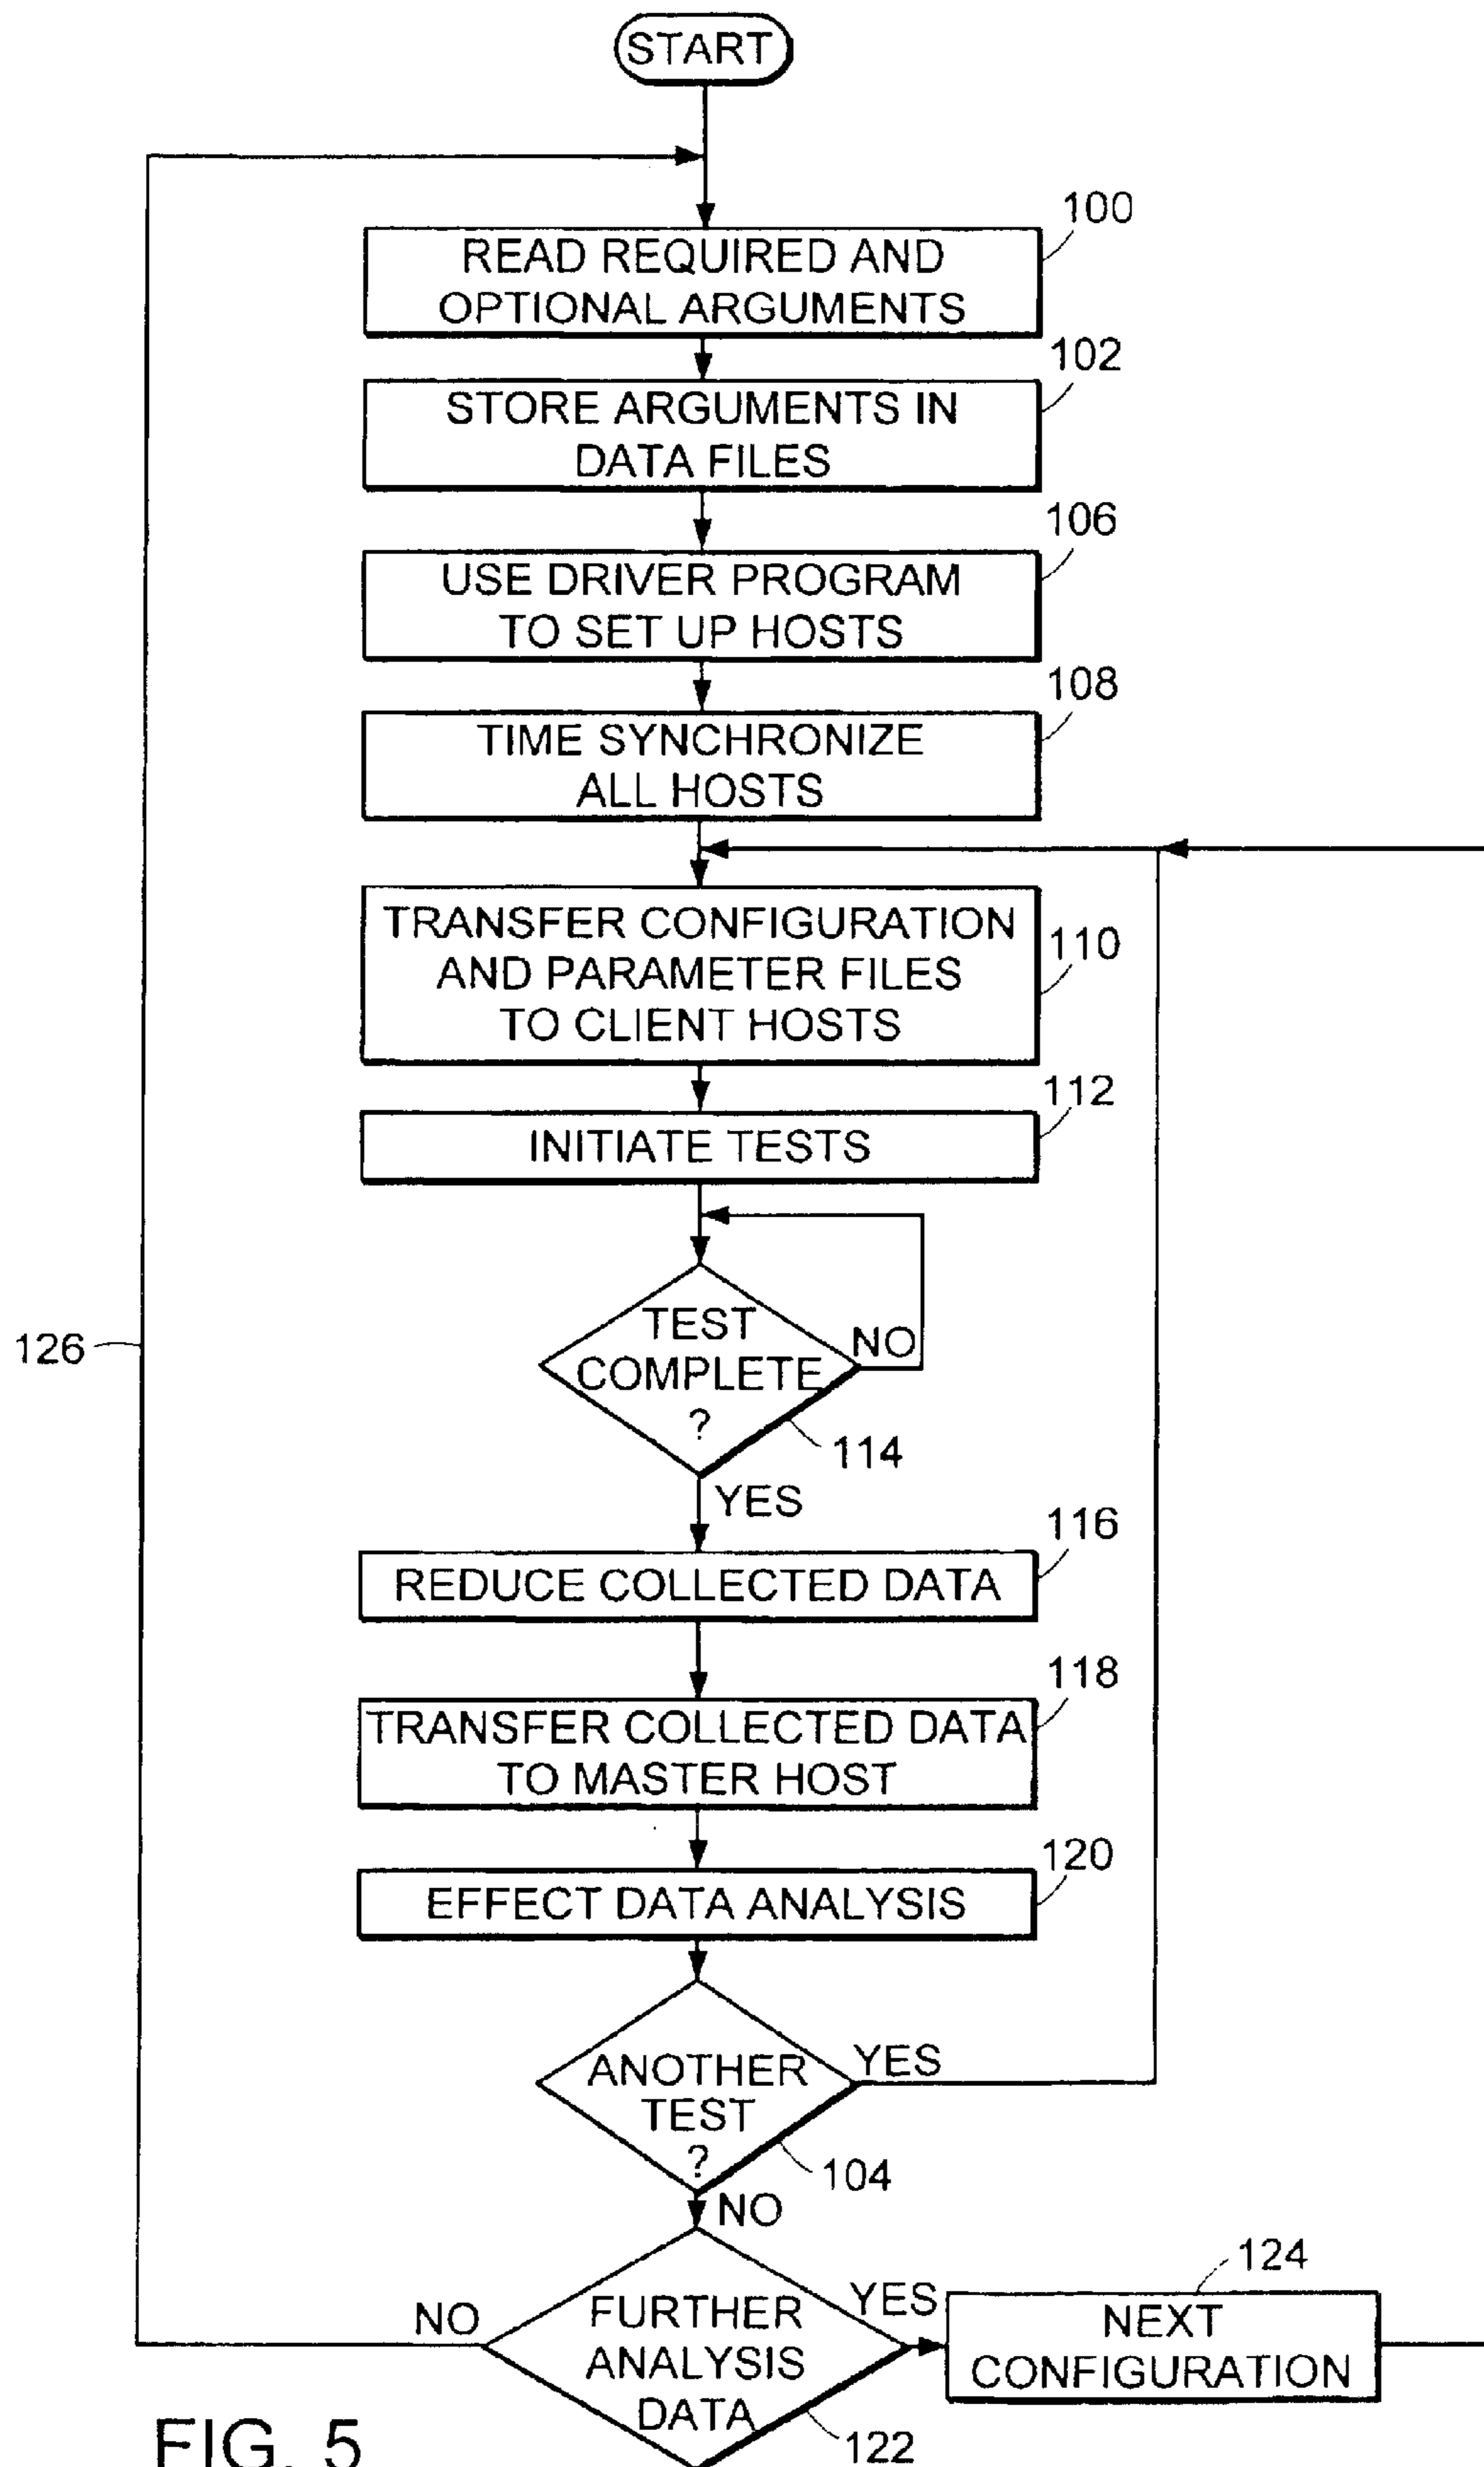 START
100
READ REQUIRED AND
OPTIONAL ARGUMENTS
102
STORE ARGUMENTS IN
DATA FILES
106
USE DRIVER PROGRAM
TO SET UP HOSTS
108
TIME SYNCHRONIZE
ALL HOSTS
TRANSFER CONFIGURATION
AND PARAMETER FILES
TO CLIENT HOSTS
110
112
INITIATE TESTS
126
TEST
COMPLETE
?
NO
114
YES
116
REDUCE COLLECTED DATA
118
TRANSFER COLLECTED DATA
TO MASTER HOST
120
EFFECT DATA ANALYSIS
ANOTHER
TEST
?
YES
104
NO
124
NO
FURTHER
ANALYSIS
DATA
YES
NEXT
CONFIGURATION
122
FIG. 5